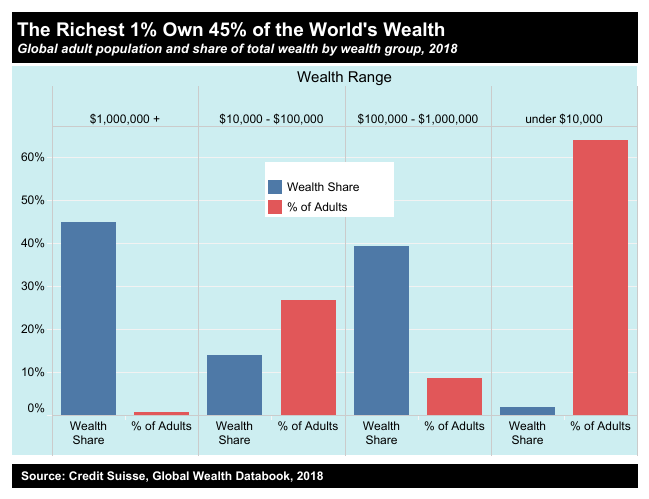 The Richest 1% Own 45% of the World's Wealth
Global adult population and share of total wealth by wealth group, 2018
Wealth Range
$1,000,000 +
$10,000 - $100,000
$100,000 - $1,000,000
under $10,000
60%
50%
40%
30%
20%
10%
0%
Wealth Share
% of Adults
Wealth
Share
% of Adults
Wealth
Share
% of Adults
Wealth
Share
% of Adults
Wealth
Share
% of Adults
Source: Credit Suisse, Global Wealth Databook, 2018